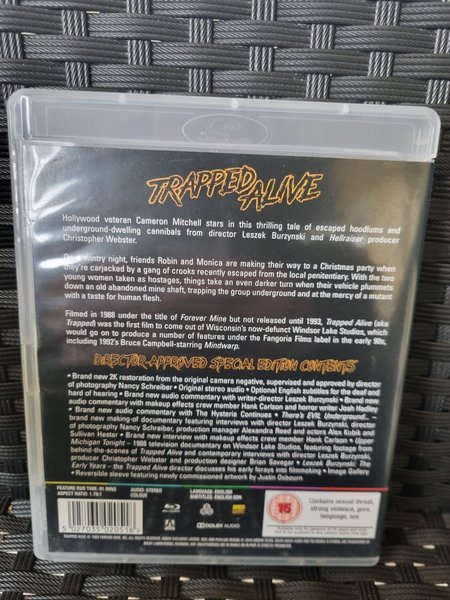 TRAPPED ALIVE
Hollywood veteran Cameron Mitchell stars in this thrilling tale of escaped hoodlums and
underground-dwelling cannibals from director Leszek Burzynski and Hellraiser producer
Christopher Webster.
One wintry night, friends Robin and Monica are making their way to a Christmas party when
they're carjacked by a gang of crooks recently escaped from the local penitentiary. With the two
young women taken as hostages, things take an even darker turn when their vehicle plummets
down an old abandoned mine shaft, trapping the group underground and at the mercy of a mutant
with a taste for human flesh.
Filmed in 1988 under the title of Forever Mine but not released until 1993, Trapped Alive (aka
Trapped) was the first film to come out of Wisconsin's now-defunct Windsor Lake Studios, which
would go on to produce a number of features under the Fangoria Films label in the early 90s,
including 1992's Bruce Campbell-starring Mindwarp.
DIRECTOR-APPROVED SPECIAL EDITION CONTENTS
• Brand new 2K restoration from the original camera negative, supervised and approved by director
of photography Nancy Schreiber • Original stereo audio • Optional English subtitles for the deaf and
hard of hearing • Brand new audio commentary with writer-director Leszek Burzynski • Brand new
audio commentary with makeup effects crew member Hank Carlson and horror writer Josh Hadley
• Brand new audio commentary with The Hysteria Continues • There's EVIL Underground... –
brand new making-of documentary featuring interviews with director Leszek Burzynski, director
of photography Nancy Schreiber, production manager Alexandra Reed and actors Alex Kubik and
Sullivan Hester • Brand new interview with makeup effects crew member Hank Carlson • Upper
Michigan Tonight – 1988 television documentary on Windsor Lake Studios, featuring footage from
behind-the-scenes of Trapped Alive and contemporary interviews with director Leszek Burzynski,
producer Christopher Webster and production designer Brian Savegar • Leszek Burzynski: The
Early Years – the Trapped Alive director discusses his early forays into filmmaking • Image Gallery
• Reversible sleeve featuring newly commissioned artwork by Justin Osbourn
FEATURE RUN TIME: 91 MINS
ASPECT RATIO: 1.78:1
AUDIO: STEREO
COLOUR
LANGUAGE: ENGLISH
SUBTITLES: ENGLISH SDH
5 027035 020518
DOLBY AUDIO
15
Contains sexual threat,
strong violence, gore,
language, sex